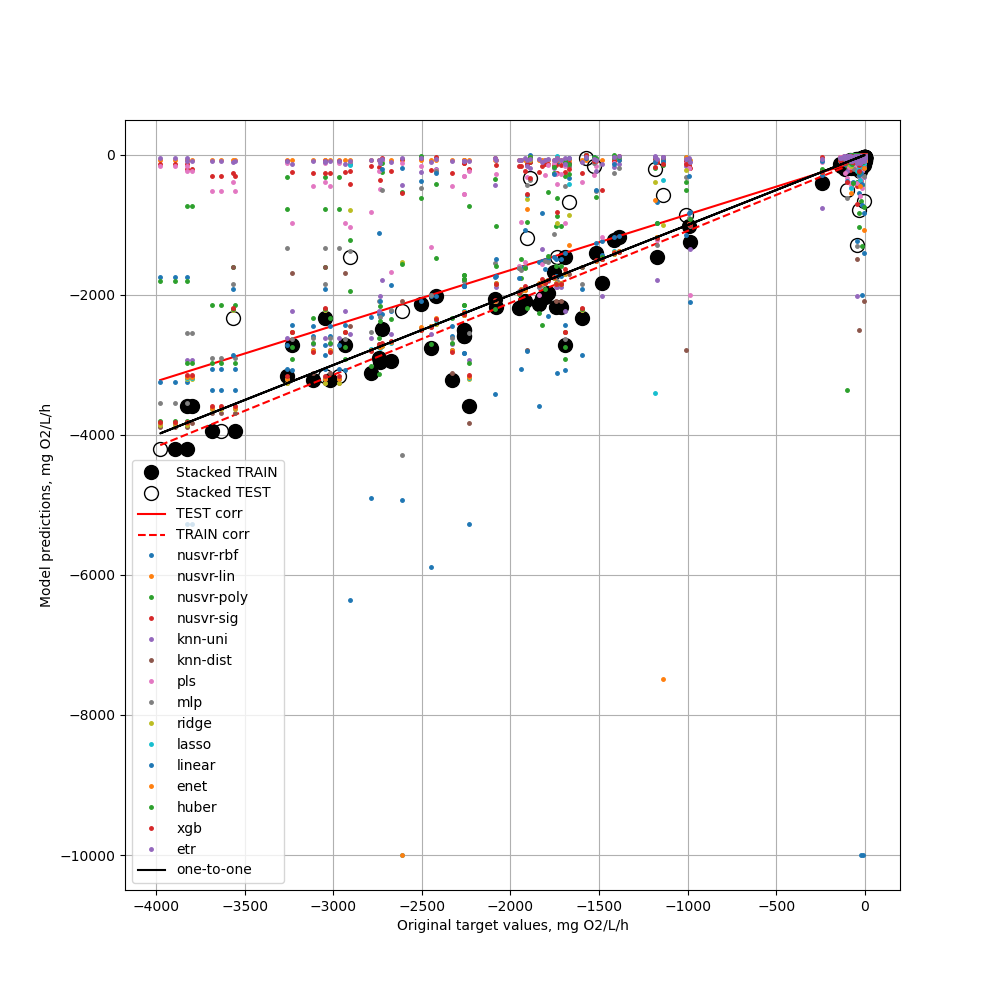 0
−2000
−4000
−6000
−8000
−10000
Model predictions, mg O2/L/h
Stacked TRAIN
Stacked TEST
TEST corr
TRAIN corr
nusvr-rbf
nusvr-lin
nusvr-poly
nusvr-sig
knn-uni
knn-dist
pls
mlp
ridge
lasso
linear
enet
huber
xgb
etr
one-to-one
−4000 −3500 −3000 −2500 −2000 −1500 −1000 −500 0
Original target values, mg O2/L/h